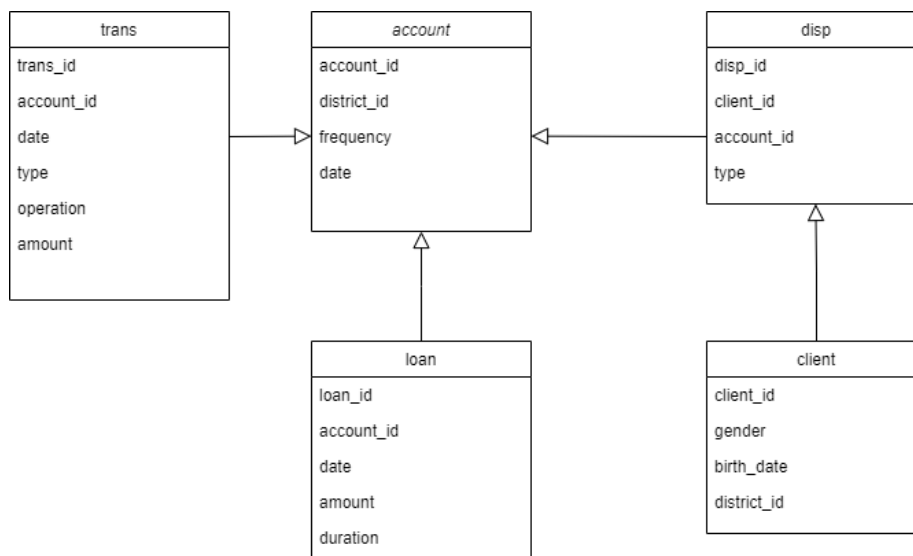 trans
trans_id
account_id
date
type
operation
amount
account
account_id
district_id
frequency
date
disp
disp_id
client_id
account_id
type
loan
loan_id
account_id
date
amount
duration
client
client_id
gender
birth_date
district_id